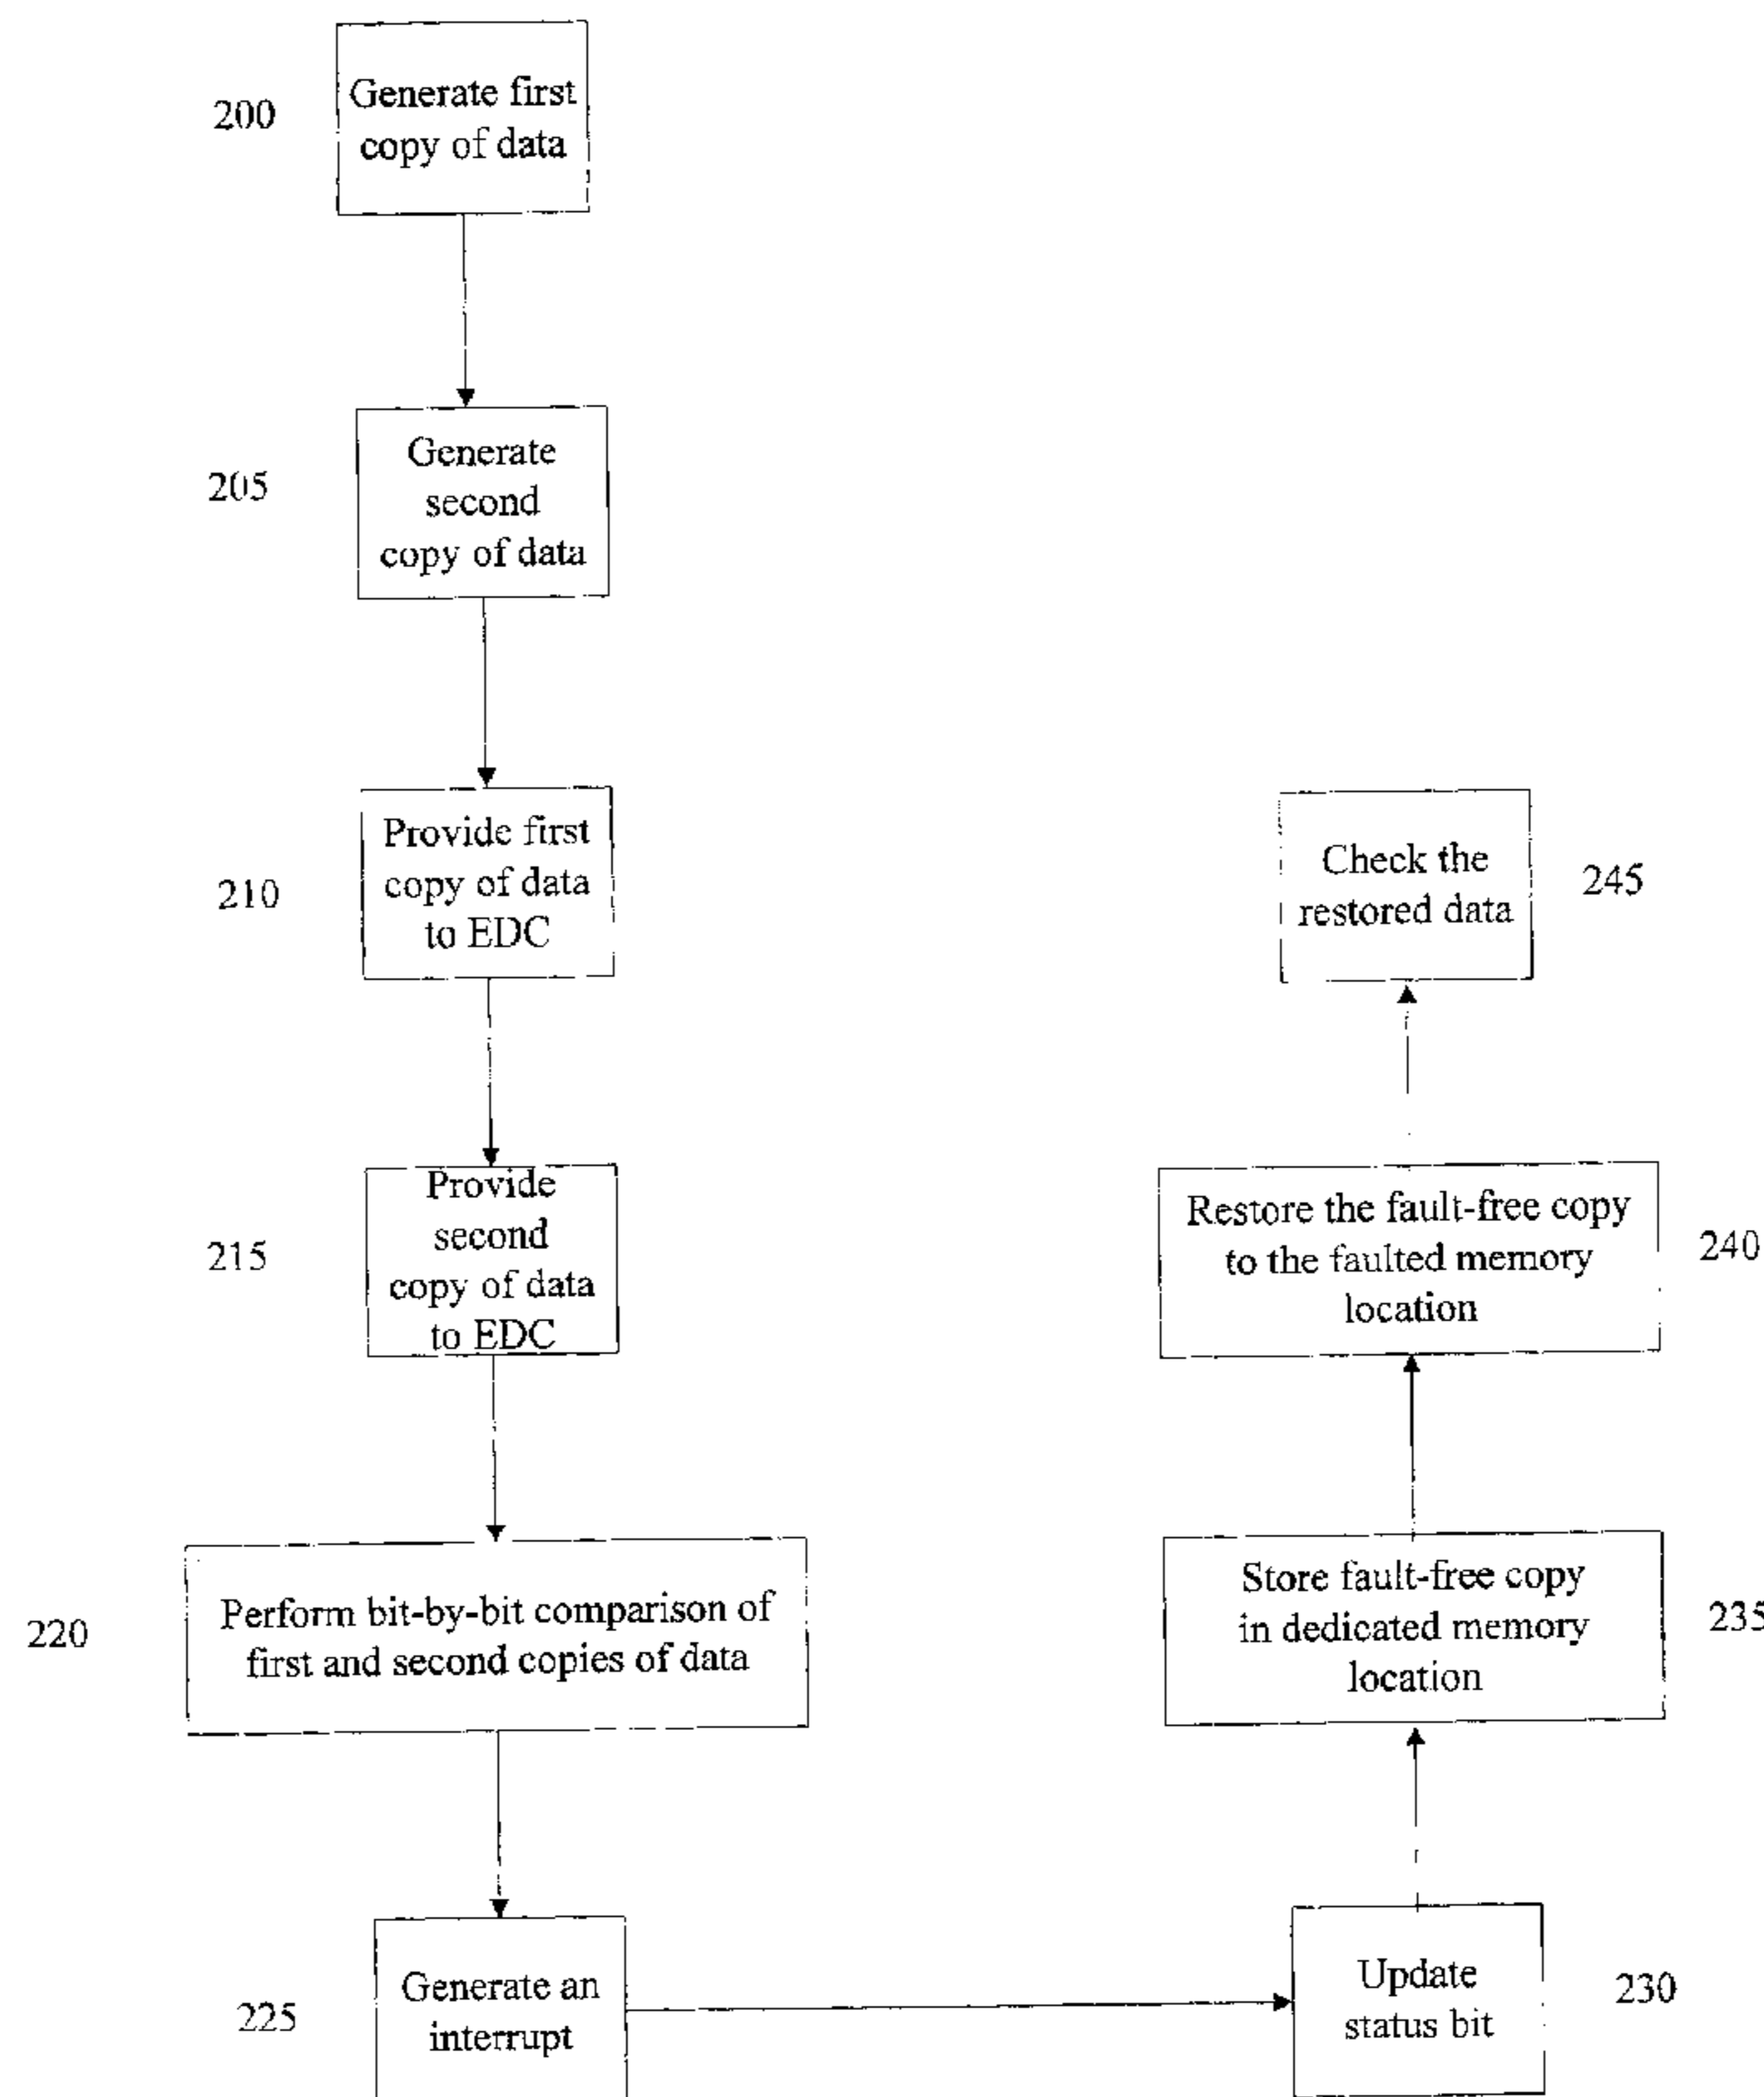 200
Generate first
copy of data
205
Generate
second
copy of data
210
Provide first
copy of data
to EDC
215
Provide
second
copy of data
to EDC
220
Perform bit-by-bit comparison of
first and second copies of data
225
Generate an
interrupt
Update
status bit
230
Store fault-free copy
in dedicated memory
location
235
Restore the fault-free copy
to the faulted memory
location
240
Check the
restored data
245